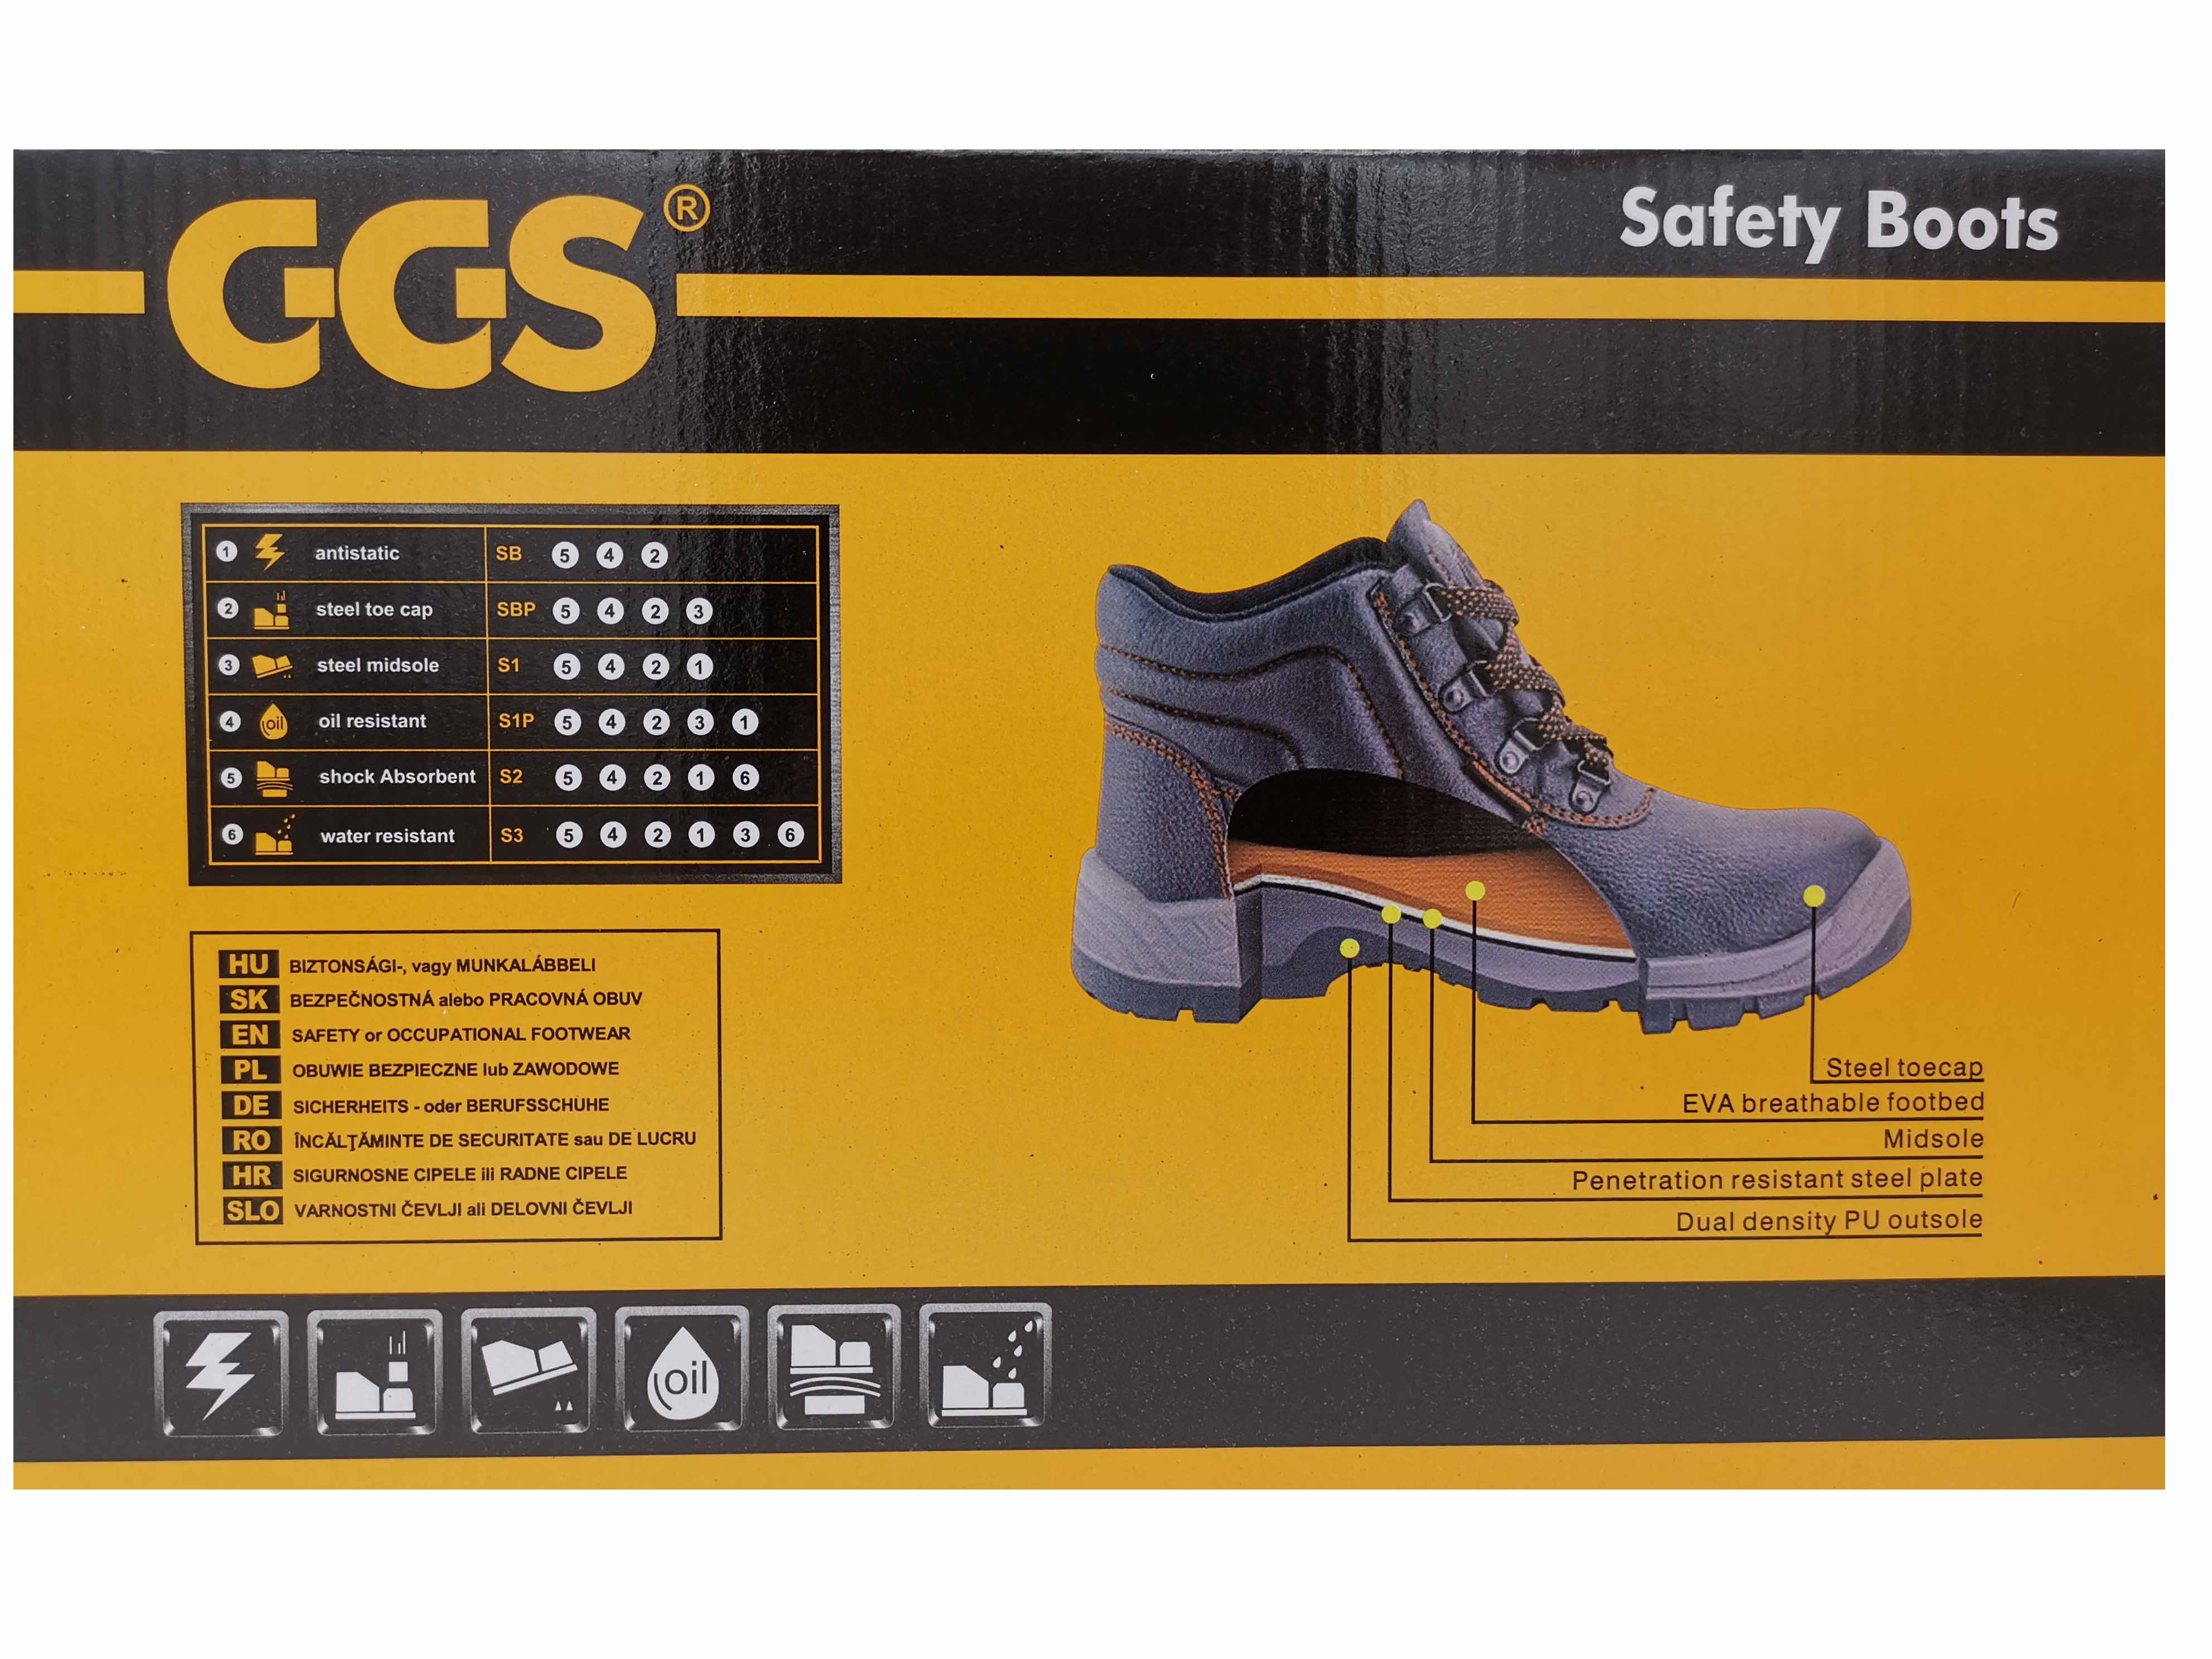 GGS®
Safety Boots
1 antistatic SB 5 4 2
2 steel toe cap SBP 5 4 2 3
3 steel midsole S1 5 4 2 1
4 oil oil resistant S1P 5 4 2 3 1
5 shock Absorbent S2 5 4 2 1 6
6 water resistant S3 5 4 2 1 3 6
HU BIZTONSÁGI-, vagy MUNKALÁBBELI
SK BEZPEČNOSTNÁ alebo PRACOVNÁ OBUV
EN SAFETY or OCCUPATIONAL FOOTWEAR
PL OBUWIE BEZPIECZNE lub ZAWODOWE
DE SICHERHEITS - oder BERUFSSCHUHE
RO ÎNCĂLŢĂMINTE DE SECURITATE sau DE LUCRU
HR SIGURNOSNE CIPELE ili RADNE CIPELE
SLO VARNOSTNI ČEVLJI ali DELOVNI ČEVLJI
Steel toecap
EVA breathable footbed
Midsole
Penetration resistant steel plate
Dual density PU outsole
oil